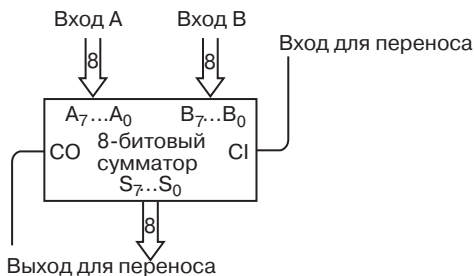 Вход A Вход B
Вход для переноса
8 8
A7...A0 B7...B0
CO 8-битовый CI
сумматор
S7...S0
8
Выход для переноса